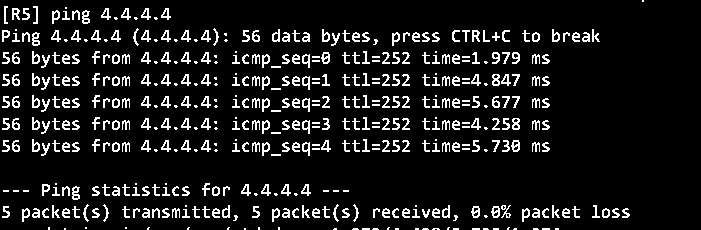 [R5] ping 4.4.4.4
Ping 4.4.4.4 (4.4.4.4): 56 data bytes, press CTRL+C to break
56 bytes from 4.4.4.4: icmp_seq=0 ttl=252 time=1.979 ms
56 bytes from 4.4.4.4: icmp_seq=1 ttl=252 time=4.847 ms
56 bytes from 4.4.4.4: icmp_seq=2 ttl=252 time=5.677 ms
56 bytes from 4.4.4.4: icmp_seq=3 ttl=252 time=4.258 ms
56 bytes from 4.4.4.4: icmp_seq=4 ttl=252 time=5.730 ms
--- Ping statistics for 4.4.4.4 ---
5 packet(s) transmitted, 5 packet(s) received, 0.0% packet loss